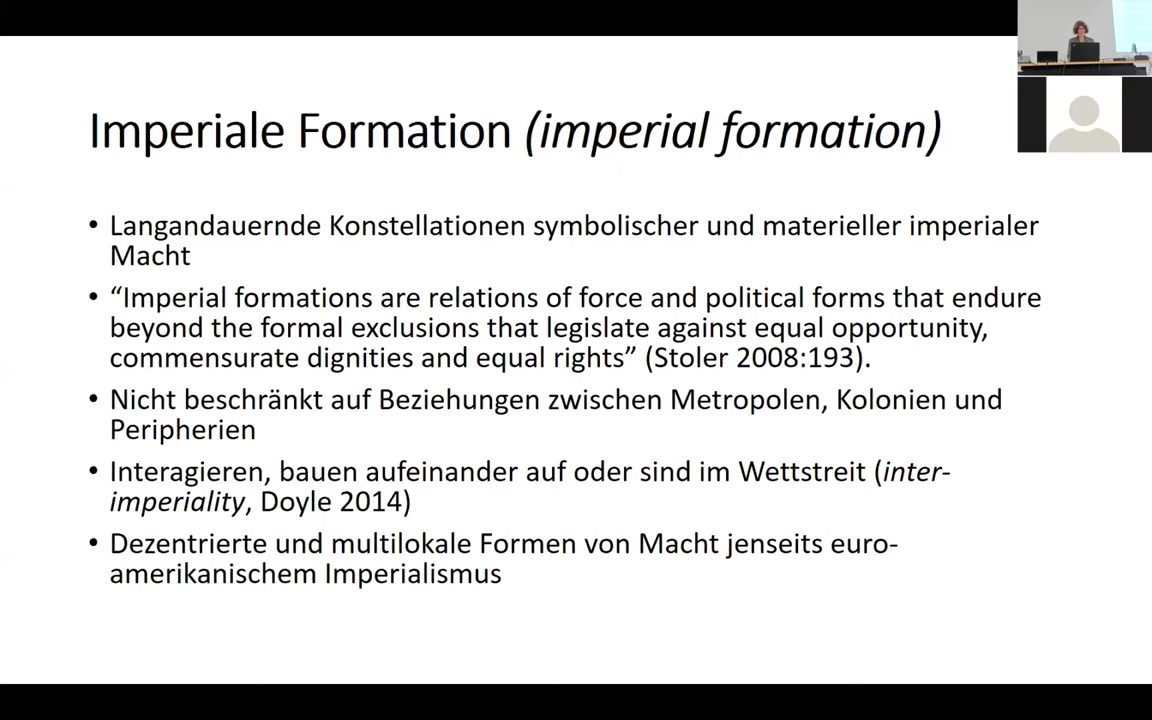 Imperiale Formation (imperial formation)
• Langandauernde Konstellationen symbolischer und materieller imperialer
Macht
• “Imperial formations are relations of force and political forms that endure
beyond the formal exclusions that legislate against equal opportunity,
commensurate dignities and equal rights” (Stoler 2008:193).
• Nicht beschränkt auf Beziehungen zwischen Metropolen, Kolonien und
Peripherien
• Interagieren, bauen aufeinander auf oder sind im Wettstreit (inter-
imperiality, Doyle 2014)
• Dezentrierte und multilokale Formen von Macht jenseits euro-
amerikanischem Imperialismus